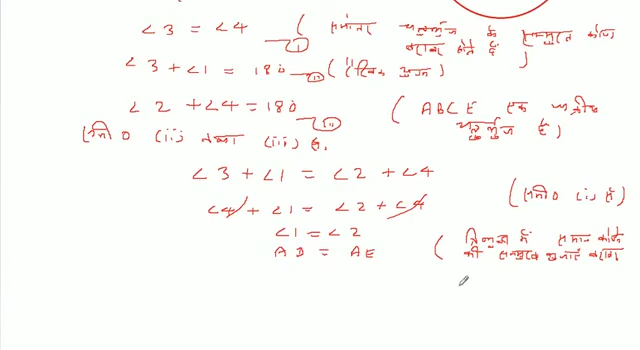 ∠3 = ∠4 ( समांतर चतुर्भुज के सम्मुख कोण
बराबर होते हैं )
∠3 + ∠1 = 180 (रैखिक युग्म)
∠2 + ∠4 = 180 ( ABCE एक चक्रीय
चतुर्भुज है )
समी० (ii) तथा (iii) से,
∠3 + ∠1 = ∠2 + ∠4
∠4 + ∠1 = ∠2 + ∠4 (समी० (i) से)
∠1 = ∠2
AD = AE ( त्रिभुज में समान कोणों
की सम्मुख भुजाएं बराबर